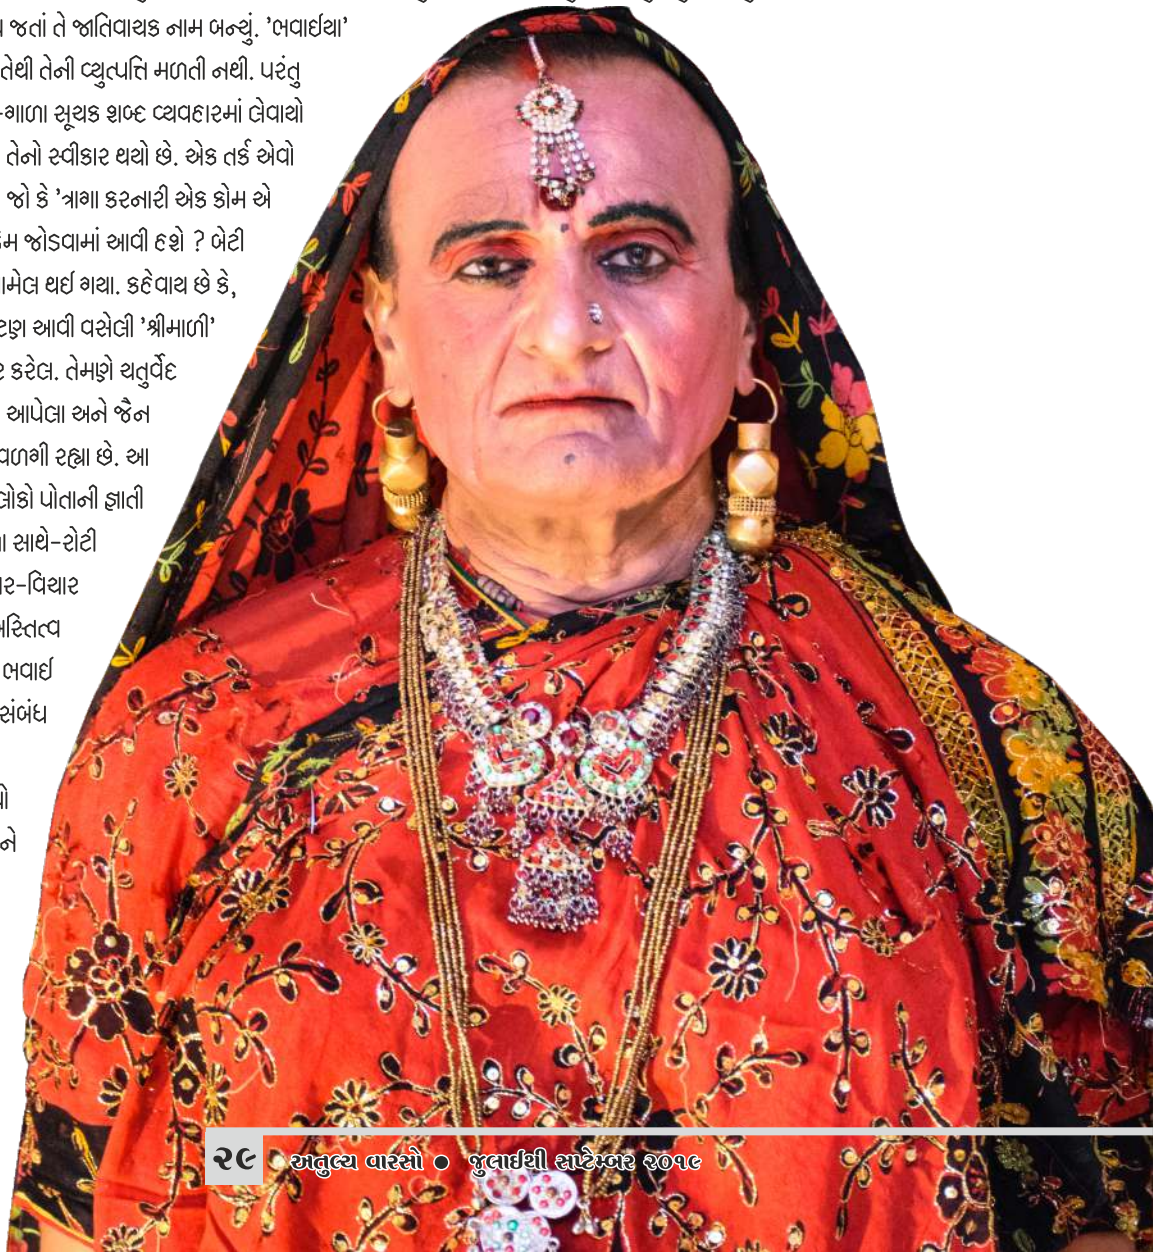 જતાં તે જાતિવાચક નામ બન્યું. 'ભવાઈયા'
તેથી તેની વ્યુત્પત્તિ મળતી નથી. પરંતુ
-ગાળા સૂચક શબ્દ વ્યવહારમાં લેવાયો
તેનો સ્વીકાર થયો છે. એક તર્ક એવો
જો કે 'ત્રાગા કરનારી એક કોમ એ
જોડવામાં આવી હશે ? બેટી
થઈ ગયા. કહેવાય છે કે,
આવી વસેલી 'શ્રીમાળી'
કરેલ. તેમણે ચતુર્વેદ
આપેલા અને જૈન
વળગી રહ્યા છે. આ
લોકો પોતાની જ્ઞાતી
સાથે-રોટી
-વિચાર
અસ્તિત્વ
ભવાઈ
સંબંધ
૨૯ અતુલ્ય વારસો ● જુલાઈથી સપ્ટેમ્બર ૨૦૧૯